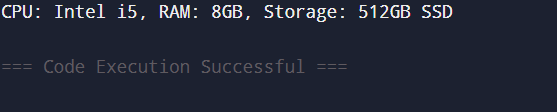 CPU: Intel i5, RAM: 8GB, Storage: 512GB SSD
=== Code Execution Successful ===